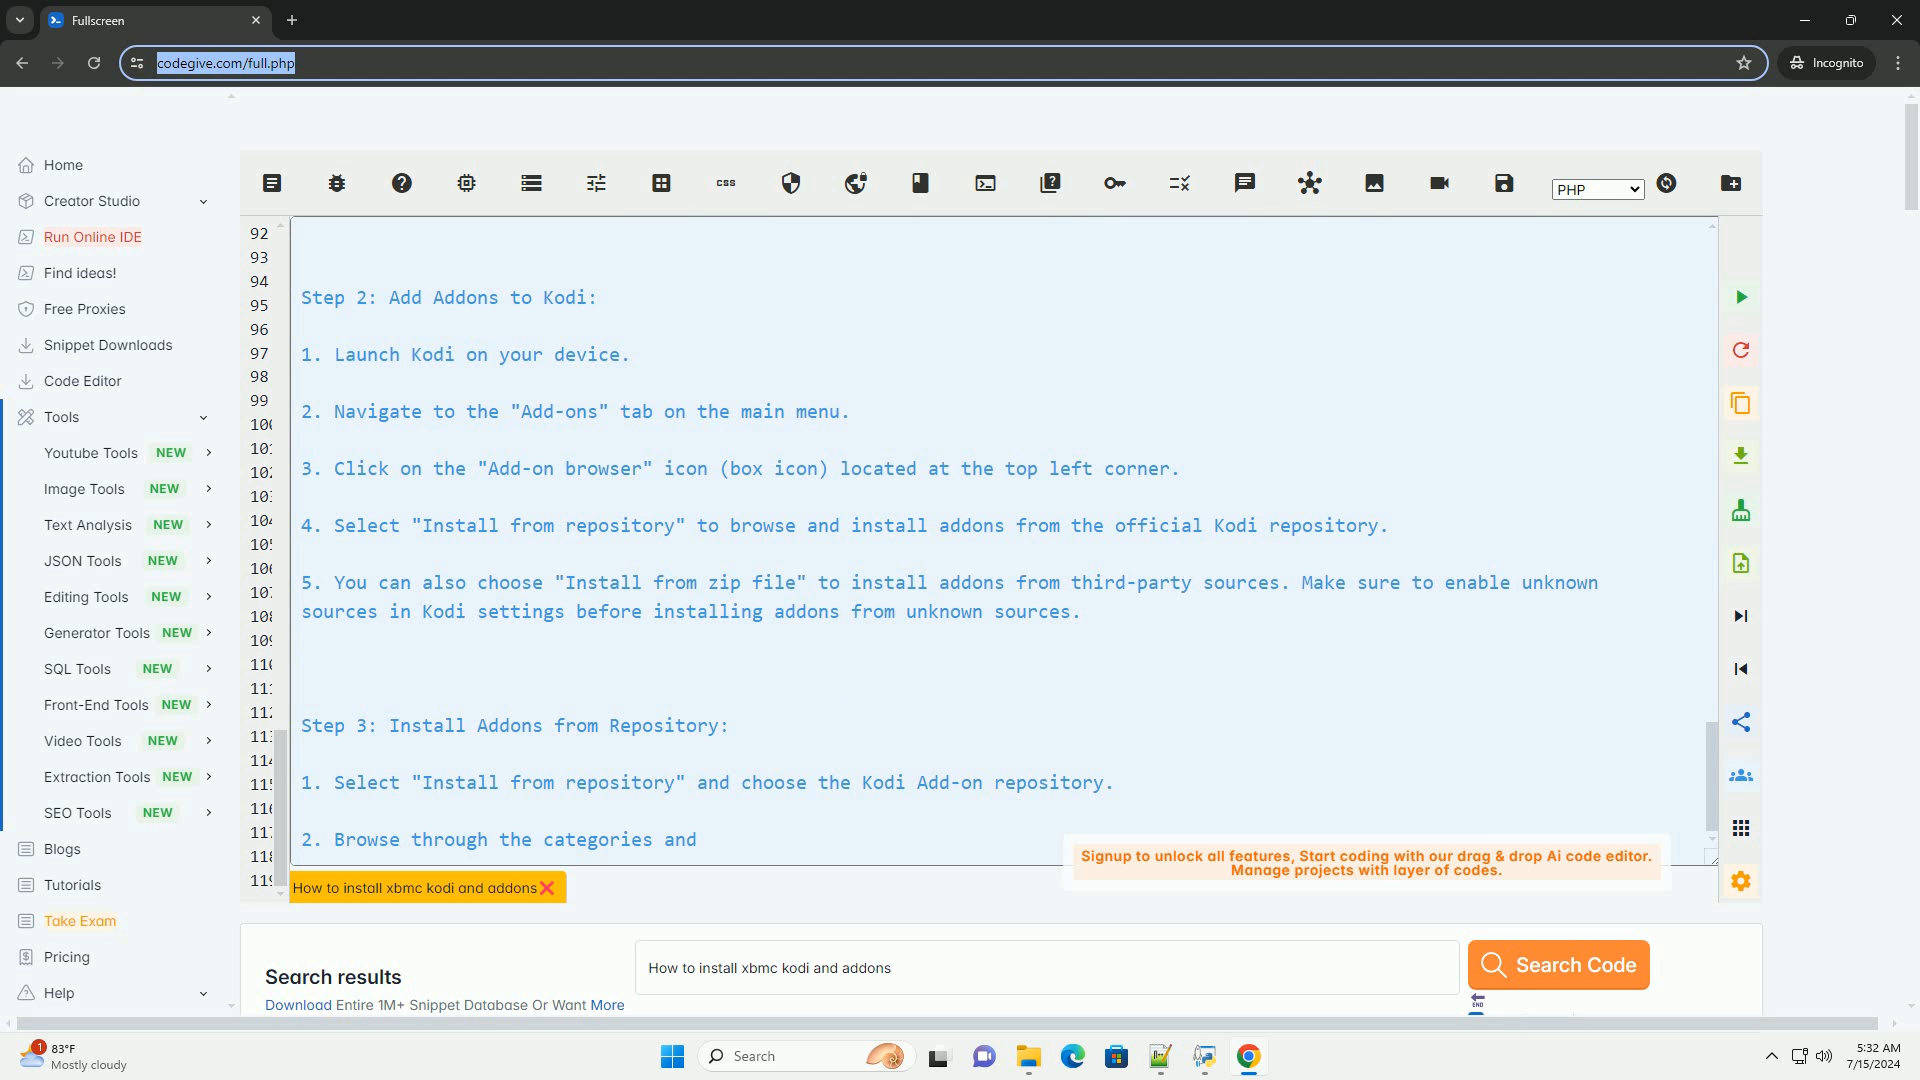 Fullscreen
codegive.com/full.php
Incognito
Home
Creator Studio
Run Online IDE
Find ideas!
Free Proxies
Snippet Downloads
Code Editor
Tools
Youtube Tools NEW
Image Tools NEW
Text Analysis NEW
JSON Tools NEW
Editing Tools NEW
Generator Tools NEW
SQL Tools NEW
Front-End Tools NEW
Video Tools NEW
Extraction Tools NEW
SEO Tools NEW
Blogs
Tutorials
Take Exam
Pricing
Help
css
PHP
92
93
94
95
96
97
98
99
Step 2: Add Addons to Kodi:
1. Launch Kodi on your device.
2. Navigate to the "Add-ons" tab on the main menu.
3. Click on the "Add-on browser" icon (box icon) located at the top left corner.
4. Select "Install from repository" to browse and install addons from the official Kodi repository.
5. You can also choose "Install from zip file" to install addons from third-party sources. Make sure to enable unknown
sources in Kodi settings before installing addons from unknown sources.
Step 3: Install Addons from Repository:
1. Select "Install from repository" and choose the Kodi Add-on repository.
2. Browse through the categories and
Signup to unlock all features, Start coding with our drag & drop Ai code editor.
Manage projects with layer of codes.
How to install xbmc kodi and addons
Search results
Download Entire 1M+ Snippet Database Or Want More
How to install xbmc kodi and addons
Search Code
END
1
83°F
Mostly cloudy
Search
5:32 AM
7/15/2024